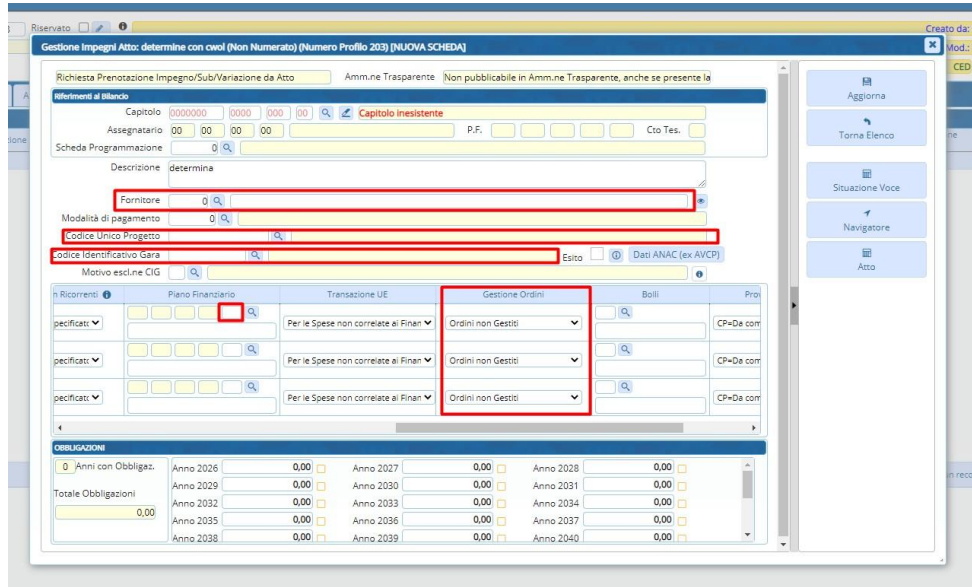 3 Riservato Creato da:
Gestione Impegni Atto: determine con cwol (Non Numerato) (Numero Profilo 203) [NUOVA SCHEDA] Mod.:
CED
Richiesta Prenotazione Impegno/Sub/Variazione da Atto Amm.ne Trasparente Non pubblicabile in Amm.ne Trasparente, anche se presente la
Aggiorna
Riferimenti al Bilancio
Capitolo 0000000 0000 000 00 Capitolo inesistente
Assegnatario 00 00 00 00 P.F. Cto Tes.
Torna Elenco
Scheda Programmazione 0
Descrizione determina
Situazione Voce
Fornitore 0
Modalità di pagamento 0
Navigatore
Codice Unico Progetto
Codice Identificativo Gara Esito Dati ANAC (ex AVCP)
Atto
Motivo escl.ne CIG
n Ricorrenti Piano Finanziario Transazione UE Gestione Ordini Bolli Pro
pecificato Per le Spese non correlate ai Finan Ordini non Gestiti CP=Da com
pecificato Per le Spese non correlate ai Finan Ordini non Gestiti CP=Da com
pecificato Per le Spese non correlate ai Finan Ordini non Gestiti CP=Da com
OBBLIGAZIONI
0 Anni con Obbligaz. Anno 2026 0,00 Anno 2027 0,00 Anno 2028 0,00
Anno 2029 0,00 Anno 2030 0,00 Anno 2031 0,00
Totale Obbligazioni Anno 2032 0,00 Anno 2033 0,00 Anno 2034 0,00
0,00 Anno 2035 0,00 Anno 2036 0,00 Anno 2037 0,00
Anno 2038 0,00 Anno 2039 0,00 Anno 2040 0,00